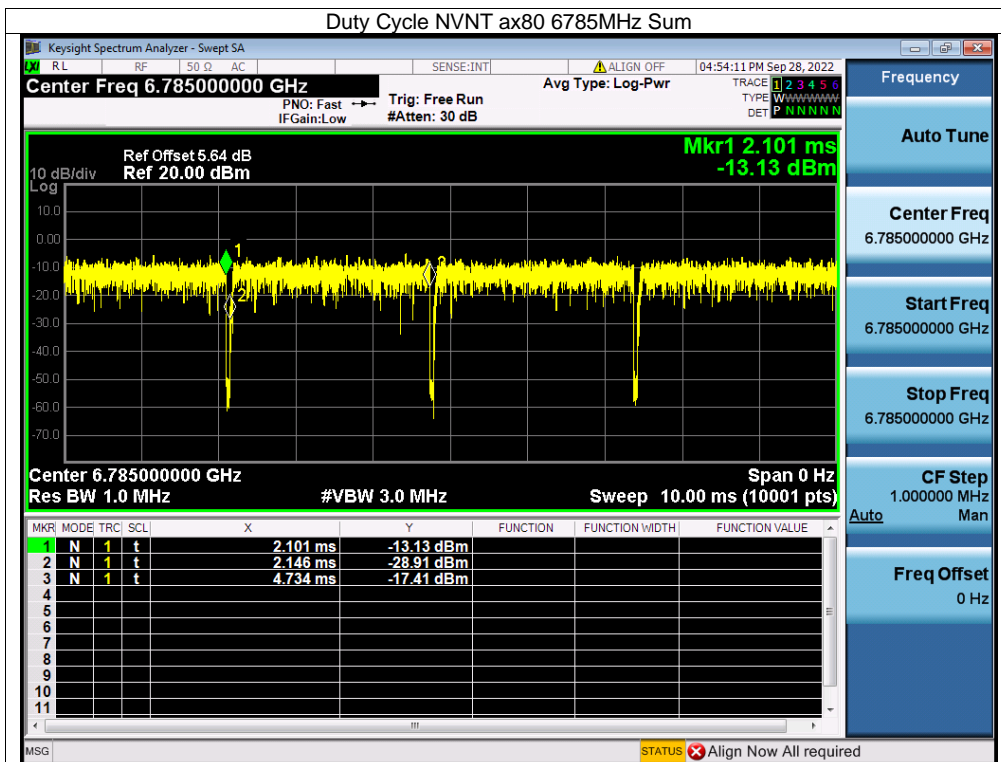 Duty Cycle NVNT ax80 6785MHz Sum
Keysight Spectrum Analyzer - Swept SA
LXI RL RF 50 Ω AC SENSE:INT ALIGN OFF 04:54:11 PM Sep 28, 2022
Center Freq 6.785000000 GHz
PNO: Fast
IFGain:Low
Trig: Free Run
#Atten: 30 dB
Avg Type: Log-Pwr
TRACE 1 2 3 4 5 6
TYPE WWWWWW
DET P N N N N N
Mkr1 2.101 ms
-13.13 dBm
Ref Offset 5.64 dB
Ref 20.00 dBm
10 dB/div
Log
10.0
0.00
-10.0
-20.0
-30.0
-40.0
-50.0
-60.0
-70.0
1
2
3
Center 6.785000000 GHz
Span 0 Hz
Res BW 1.0 MHz
#VBW 3.0 MHz
Sweep 10.00 ms (10001 pts)
MKR MODE TRC SCL X Y FUNCTION FUNCTION WIDTH FUNCTION VALUE
1 N 1 t 2.101 ms -13.13 dBm
2 N 1 t 2.146 ms -28.91 dBm
3 N 1 t 4.734 ms -17.41 dBm
4
5
6
7
8
9
10
11
MSG
STATUS Align Now All required
Frequency
Auto Tune
Center Freq
6.785000000 GHz
Start Freq
6.785000000 GHz
Stop Freq
6.785000000 GHz
CF Step
1.000000 MHz
Auto Man
Freq Offset
0 Hz